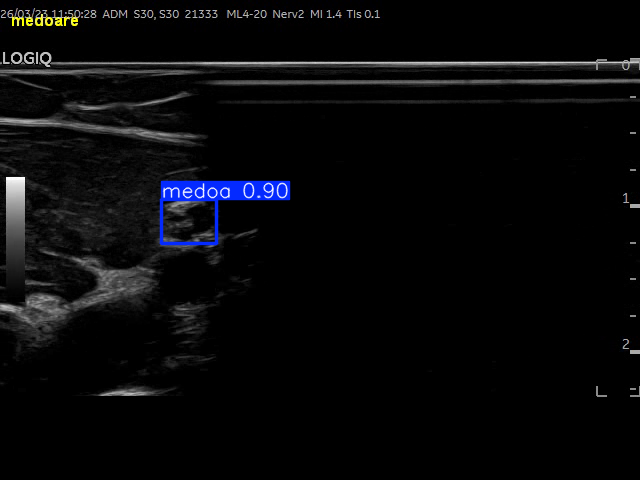 26/03/23 11:50:28 ADM S30, S30 21333 ML4-20 Nerv2 MI 1.4 TIs 0.1
medoare
LOGIQ
0
medoa 0.90
1
2